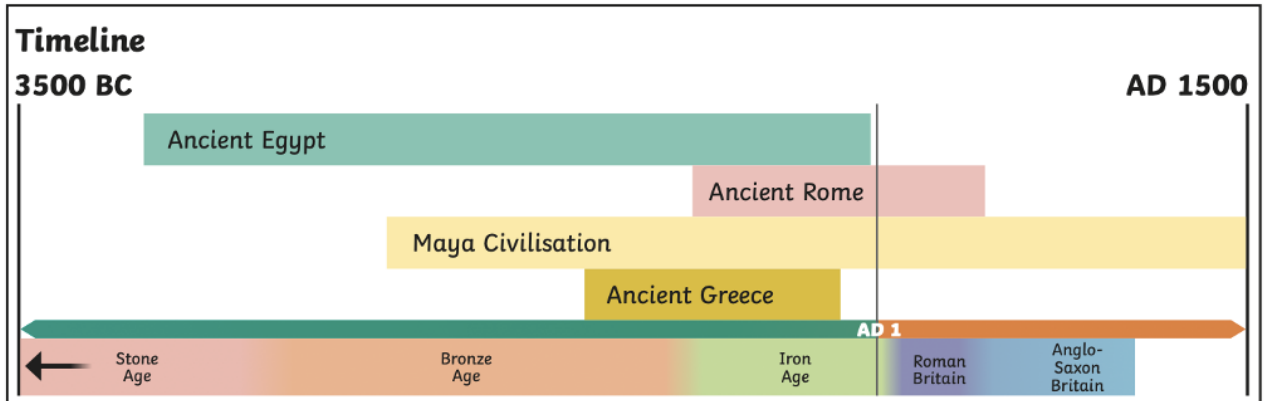 Timeline
3500 BC
AD 1500
Ancient Egypt
Ancient Rome
Maya Civilisation
Ancient Greece
AD 1
Stone
Age
Bronze
Age
Iron
Age
Roman
Britain
Anglo-
Saxon
Britain